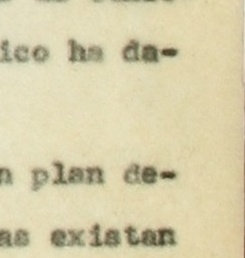 ico ha da-
n plan de-
as existan